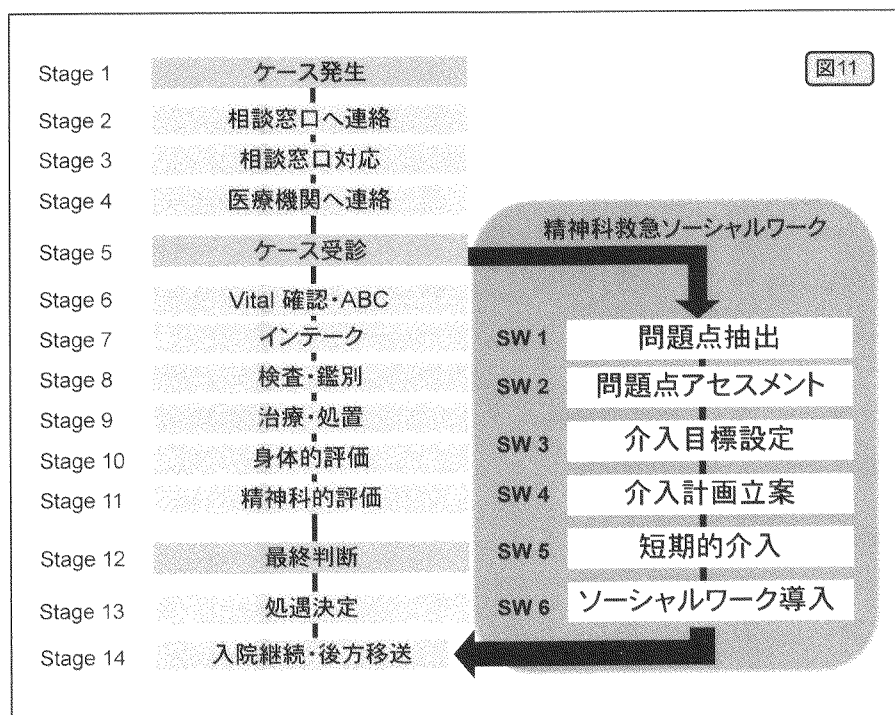 図11
Stage 1 ケース発生
Stage 2 相談窓口へ連絡
Stage 3 相談窓口対応
Stage 4 医療機関へ連絡
Stage 5 ケース受診
Stage 6 Vital 確認・ABC
Stage 7 インテーク
Stage 8 検査・鑑別
Stage 9 治療・処置
Stage 10 身体的評価
Stage 11 精神科的評価
Stage 12 最終判断
Stage 13 処遇決定
Stage 14 入院継続・後方移送
精神科救急ソーシャルワーク
SW 1 問題点抽出
SW 2 問題点アセスメント
SW 3 介入目標設定
SW 4 介入計画立案
SW 5 短期的介入
SW 6 ソーシャルワーク導入